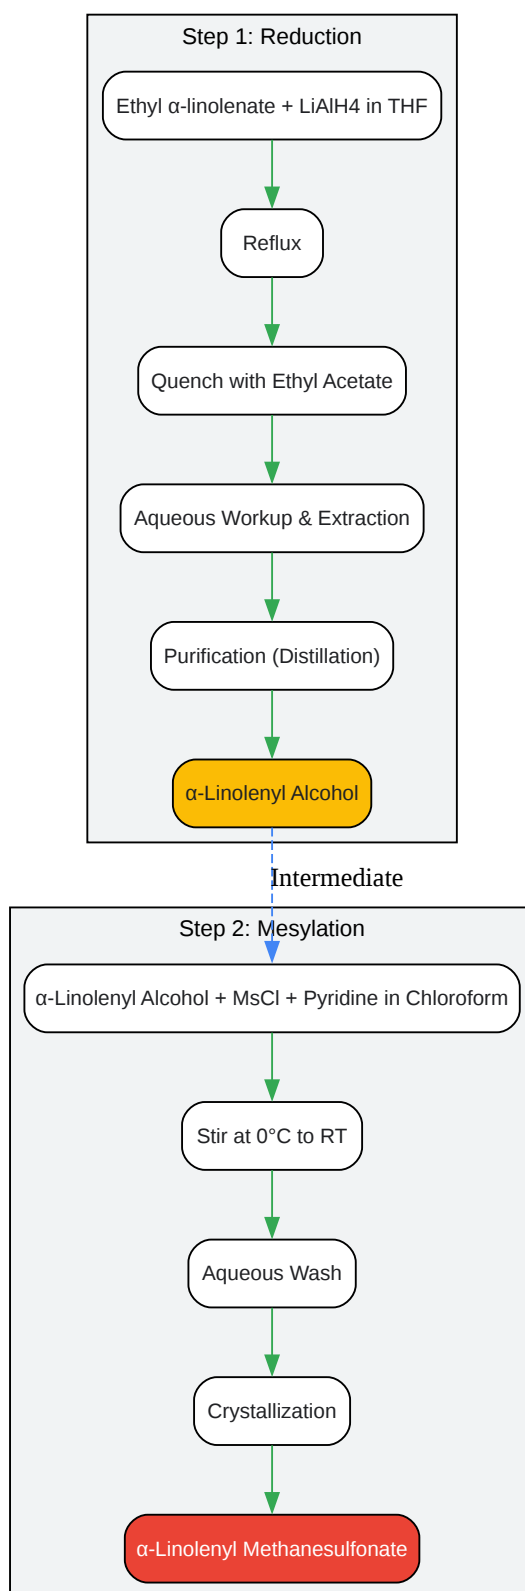 Step 1: Reduction
Ethyl α-linolenate + LiAlH4 in THF
Reflux
Quench with Ethyl Acetate
Aqueous Workup & Extraction
Purification (Distillation)
α-Linolenyl Alcohol
Intermediate
Step 2: Mesylation
α-Linolenyl Alcohol + MsCl + Pyridine in Chloroform
Stir at 0°C to RT
Aqueous Wash
Crystallization
α-Linolenyl Methanesulfonate